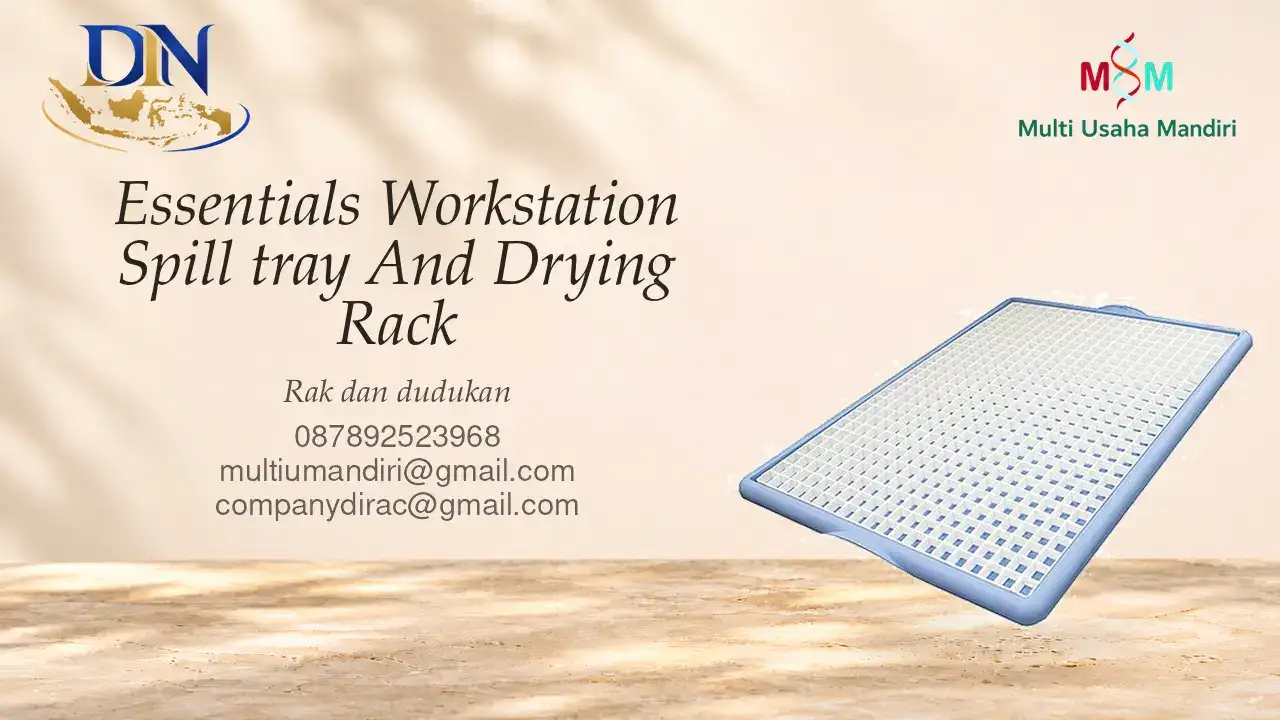 DN
M M
Multi Usaha Mandiri
Essentials Workstation
Spill tray And Drying
Rack
Rak dan dudukan
087892523968
multiumandiri@gmail.com
companydirac@gmail.com